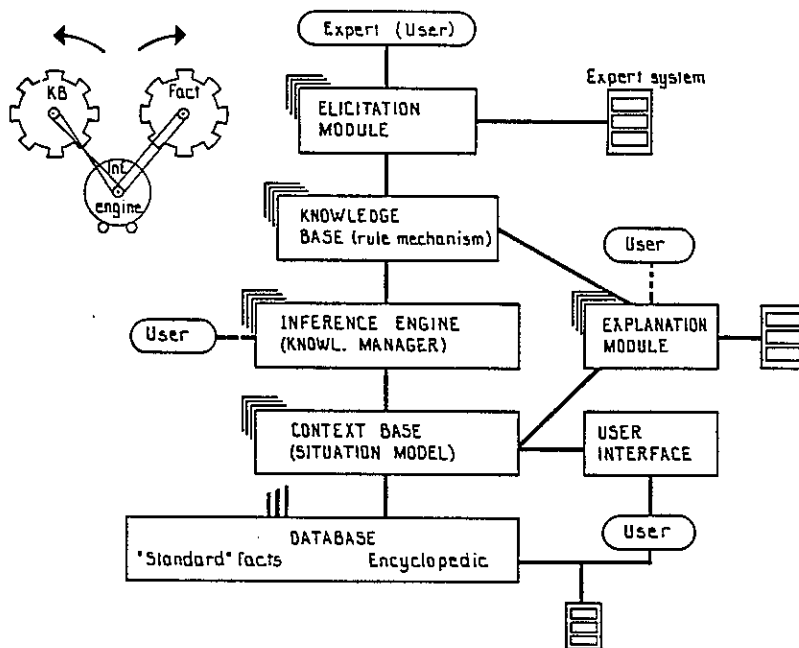 Expert (User)
KB
Fact
Int.
engine
Expert system
ELICITATION
MODULE
KNOWLEDGE
BASE (rule mechanism)
User
User
INFERENCE ENGINE
(KNOWL. MANAGER)
EXPLANATION
MODULE
CONTEXT BASE
(SITUATION MODEL)
USER
INTERFACE
DATABASE
"Standard" facts Encyclopedic
User